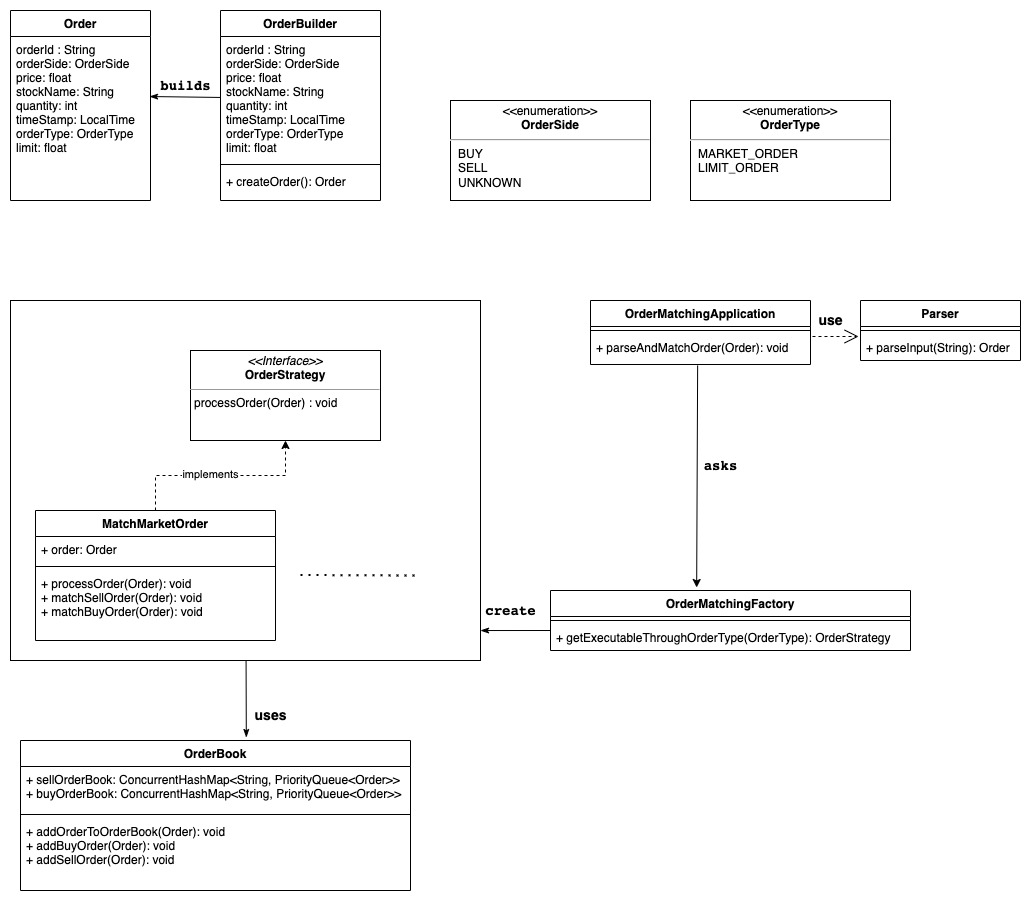 Order
orderId : String
orderSide: OrderSide
price: float
stockName: String
quantity: int
timeStamp: LocalTime
orderType: OrderType
limit: float
builds
OrderBuilder
orderId : String
orderSide: OrderSide
price: float
stockName: String
quantity: int
timeStamp: LocalTime
orderType: OrderType
limit: float
+ createOrder(): Order
<<enumeration>>
OrderSide
BUY
SELL
UNKNOWN
<<enumeration>>
OrderType
MARKET_ORDER
LIMIT_ORDER
<<Interface>>
OrderStrategy
processOrder(Order) : void
implements
MatchMarketOrder
+ order: Order
+ processOrder(Order): void
+ matchSellOrder(Order): void
+ matchBuyOrder(Order): void
OrderMatchingApplication
+ parseAndMatchOrder(Order): void
use
Parser
+ parseInput(String): Order
asks
create
OrderMatchingFactory
+ getExecutableThroughOrderType(OrderType): OrderStrategy
uses
OrderBook
+ sellOrderBook: ConcurrentHashMap<String, PriorityQueue<Order>>
+ buyOrderBook: ConcurrentHashMap<String, PriorityQueue<Order>>
+ addOrderToOrderBook(Order): void
+ addBuyOrder(Order): void
+ addSellOrder(Order): void